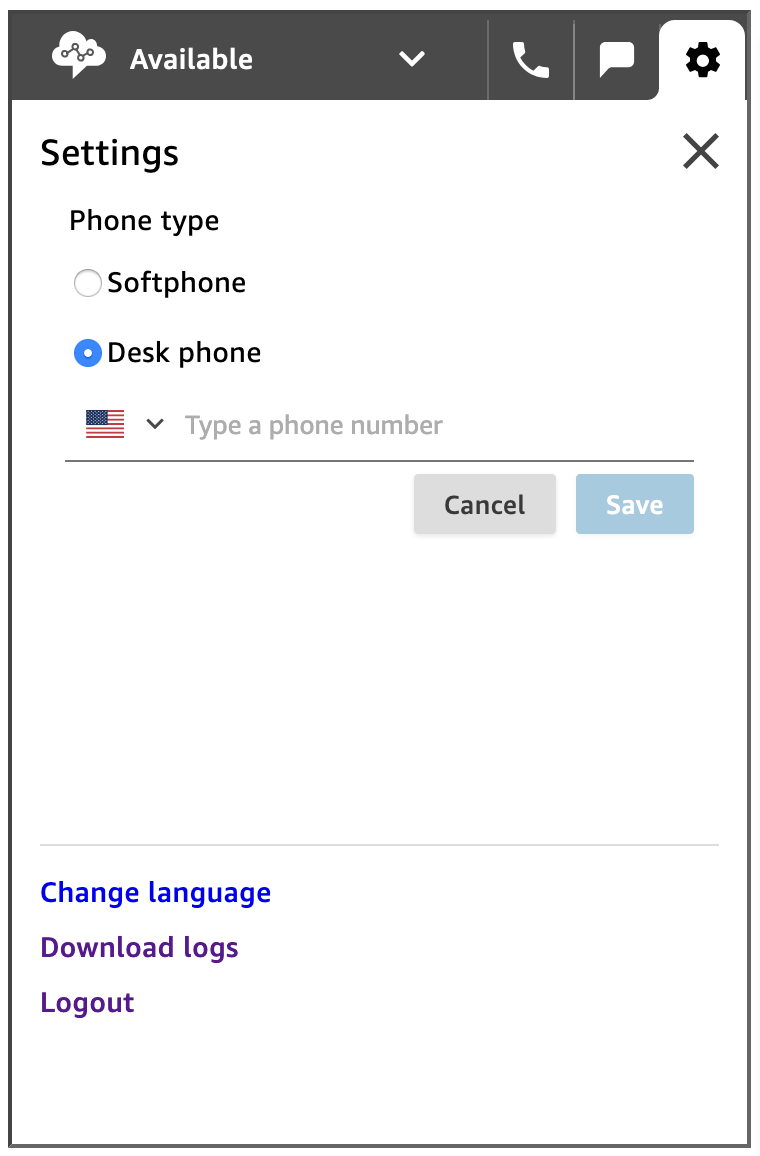 Available
Settings
Phone type
Softphone
Desk phone
Type a phone number
Cancel Save
Change language
Download logs
Logout